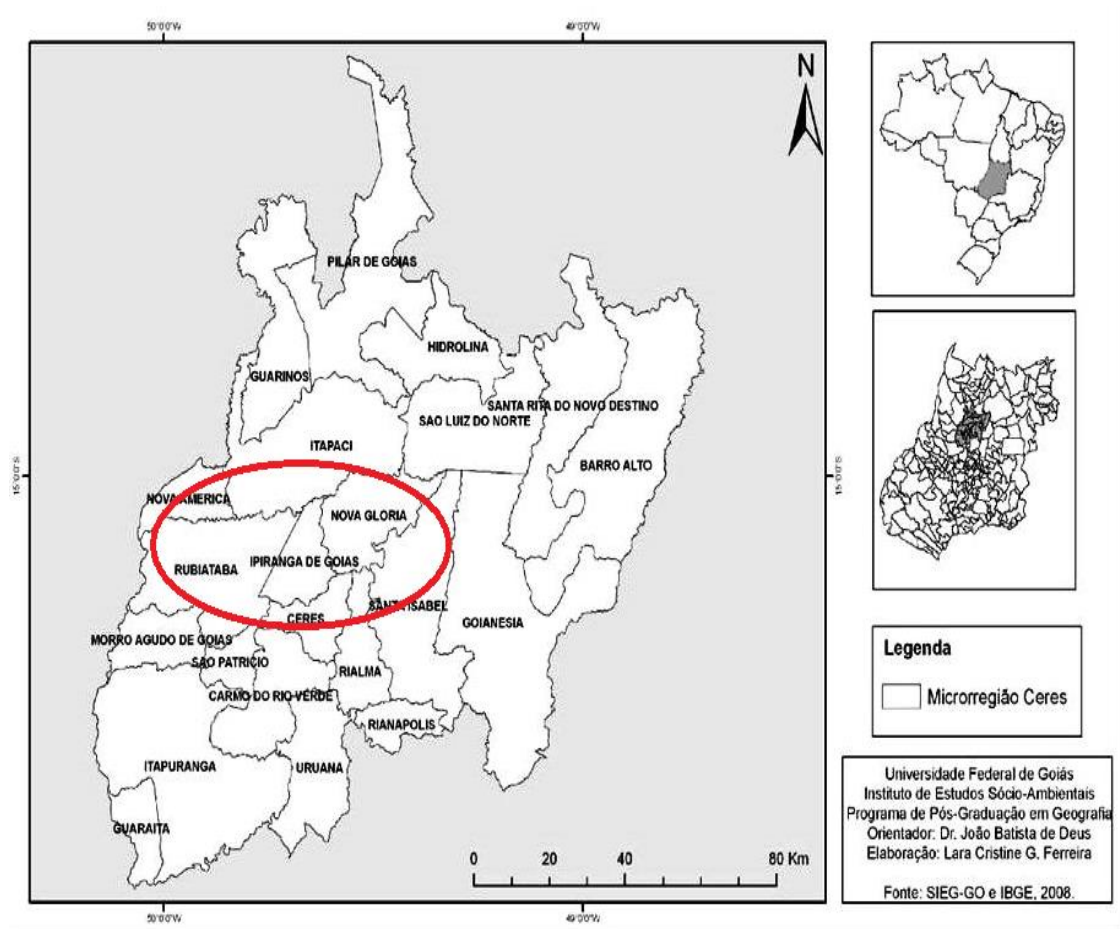 50°0'0"W
49°0'0"W
N
PILAR DE GOIAS
HIDROLINA
GUARINOS
SANTA RITA DO NOVO DESTINO
SAO LUIZ DO NORTE
ITAPACI
BARRO ALTO
15°0'0"S
15°0'0"S
NOVA AMERICA
NOVA GLORIA
IPIRANGA DE GOIAS
RUBIATABA
SANTA ISABEL
CERES
GOIANESIA
MORRO AGUDO DE GOIAS
SAO PATRICIO
RIALMA
CARMO DO RIO VERDE
RIANAPOLIS
ITAPURANGA
URUANA
GUARAITA
0 20 40 80 Km
50°0'0"W
49°0'0"W
Legenda
Microrregião Ceres
Universidade Federal de Goiás
Instituto de Estudos Sócio-Ambientais
Programa de Pós-Graduação em Geografia
Orientador: Dr. João Batista de Deus
Elaboração: Lara Cristine G. Ferreira
Fonte: SIEG-GO e IBGE, 2008.